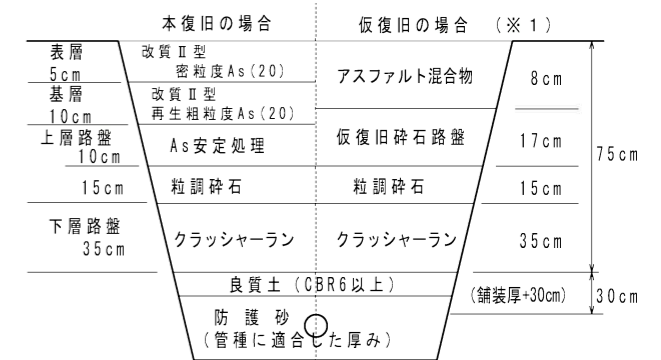 本復旧の場合 仮復旧の場合 (※1)
表層
5cm
改質Ⅱ型
密粒度As(20)
アスファルト混合物 8cm
基層
10cm
改質Ⅱ型
再生粗粒度As(20)
上層路盤
10cm
As安定処理 仮復旧砕石路盤 17cm
75cm
15cm 粒調砕石 粒調砕石 15cm
下層路盤
35cm
クラッシャーラン クラッシャーラン 35cm
良質土(CBR6以上)
(舗装厚+30cm) 30cm
防護砂
(管種に適合した厚み)